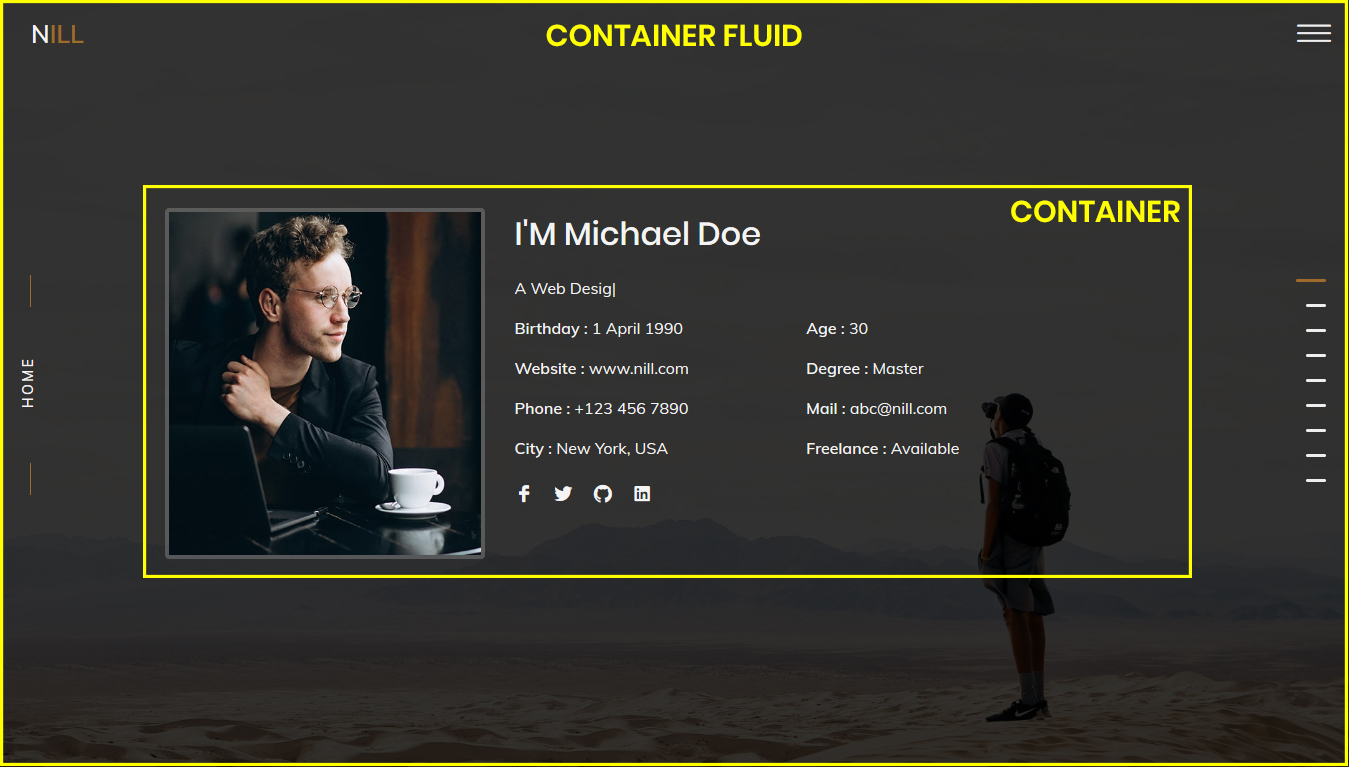 NILL
CONTAINER FLUID
CONTAINER
I'M Michael Doe
A Web Desig|
Birthday : 1 April 1990
Age : 30
Website : www.nill.com
Degree : Master
Phone : +123 456 7890
Mail : abc@nill.com
City : New York, USA
Freelance : Available
HOME